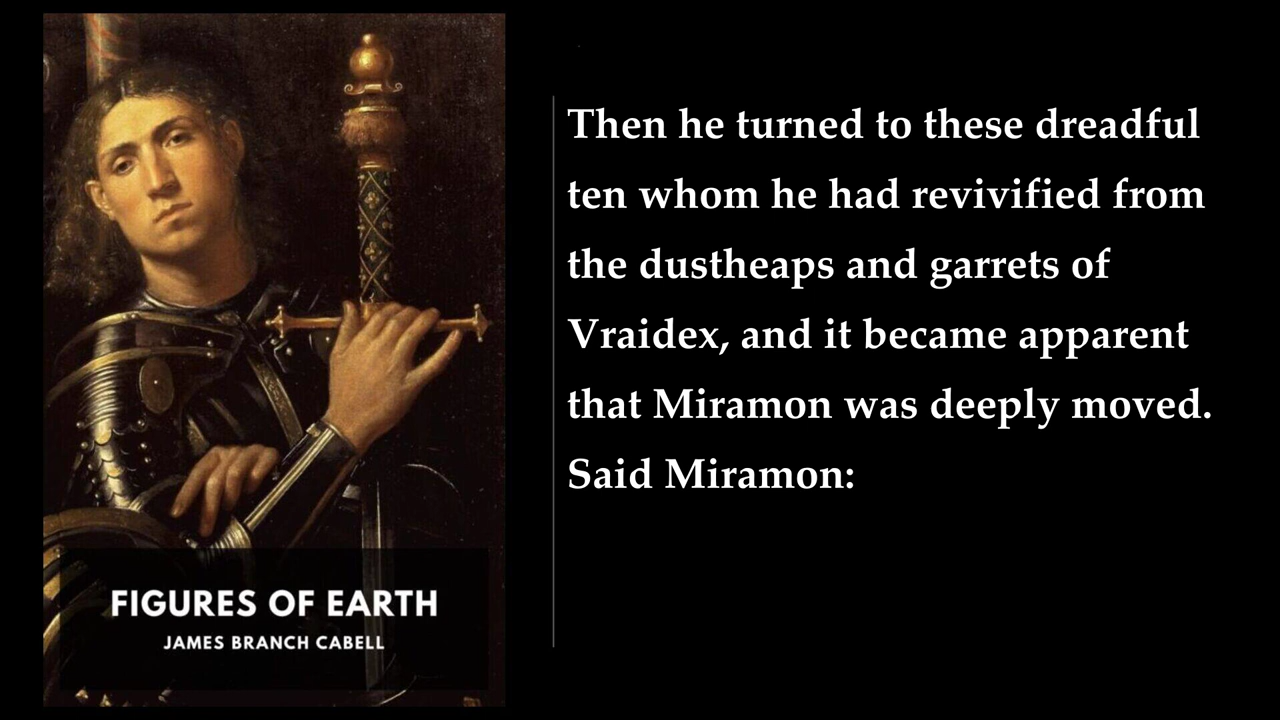 Then he turned to these dreadful
ten whom he had revivified from
the dustheaps and garrets of
Vraidex, and it became apparent
that Miramon was deeply moved.
Said Miramon:
FIGURES OF EARTH
JAMES BRANCH CABELL